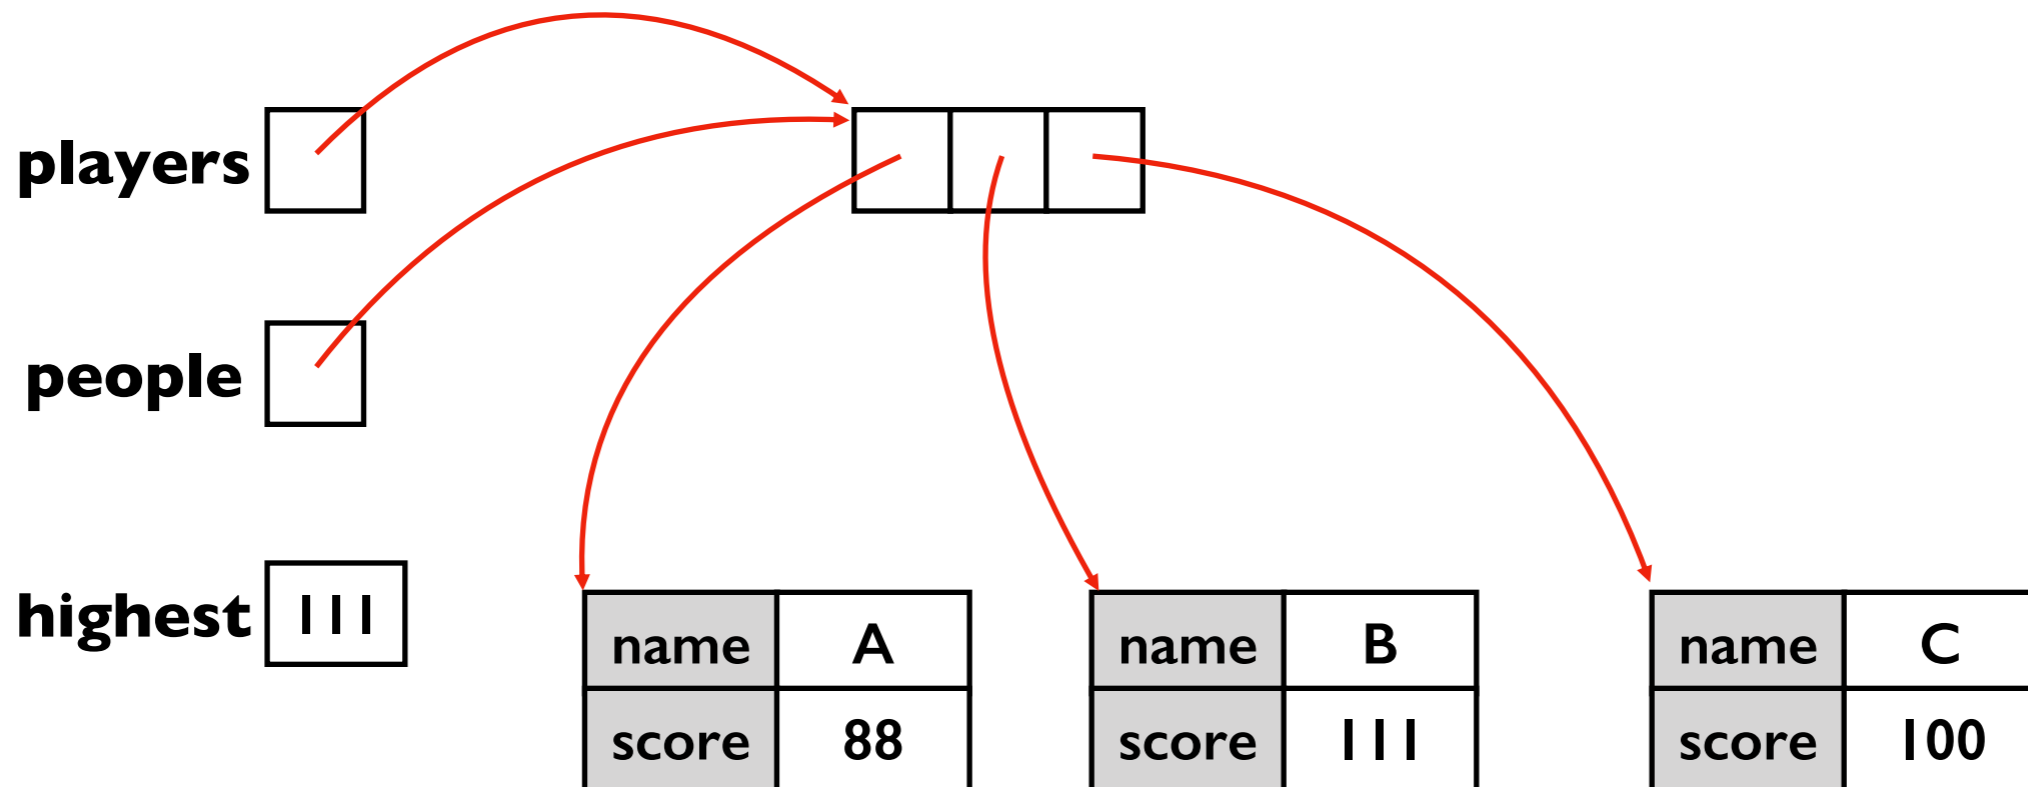 players
people
highest 111
name A
score 88
name B
score 111
name C
score 100